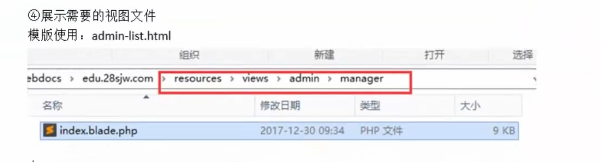 ④展示需要的视图文件
模版使用：admin-list.html
组织 新建 打开 选择
ebdocs › edu.28sjw.com › resources › views › admin › manager
名称 修改日期 类型 大小
index.blade.php 2017-12-30 09:34 PHP 文件 9 KB